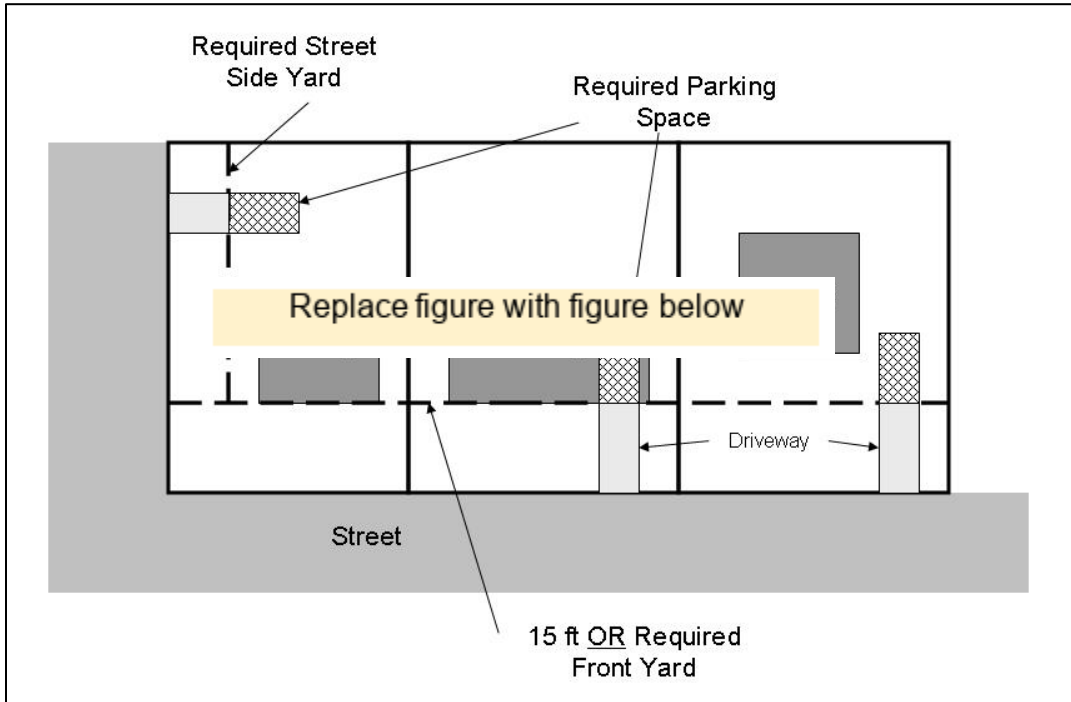 Required Street
Side Yard
Required Parking
Space
Replace figure with figure below
Driveway
Street
15 ft OR Required
Front Yard